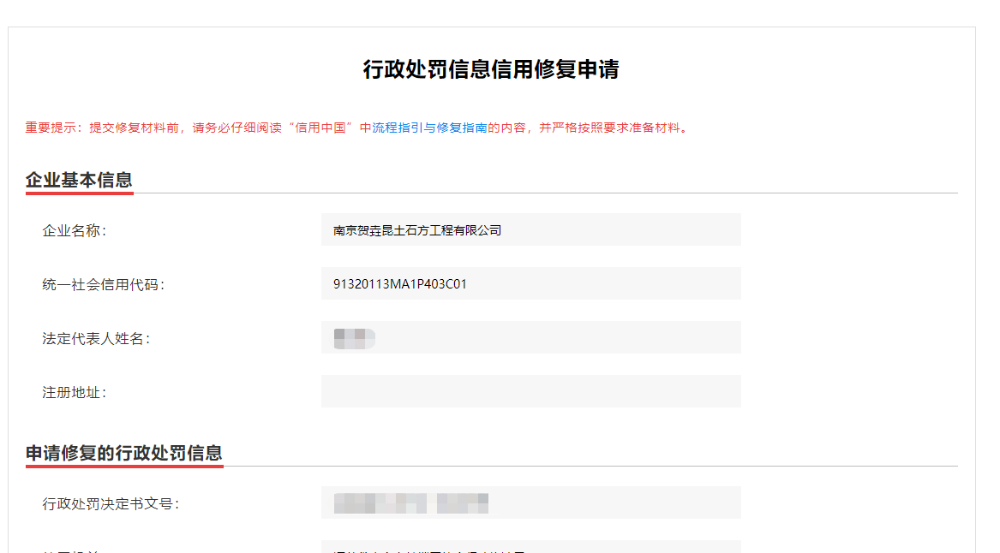 行政处罚信息信用修复申请
重要提示：提交修复材料前，请务必仔细阅读“信用中国”中流程指引与修复指南的内容，并严格按照要求准备材料。
企业基本信息
企业名称：
南京贺垚昆土石方工程有限公司
统一社会信用代码：
91320113MA1P403C01
法定代表人姓名：
注册地址：
申请修复的行政处罚信息
行政处罚决定书文号：